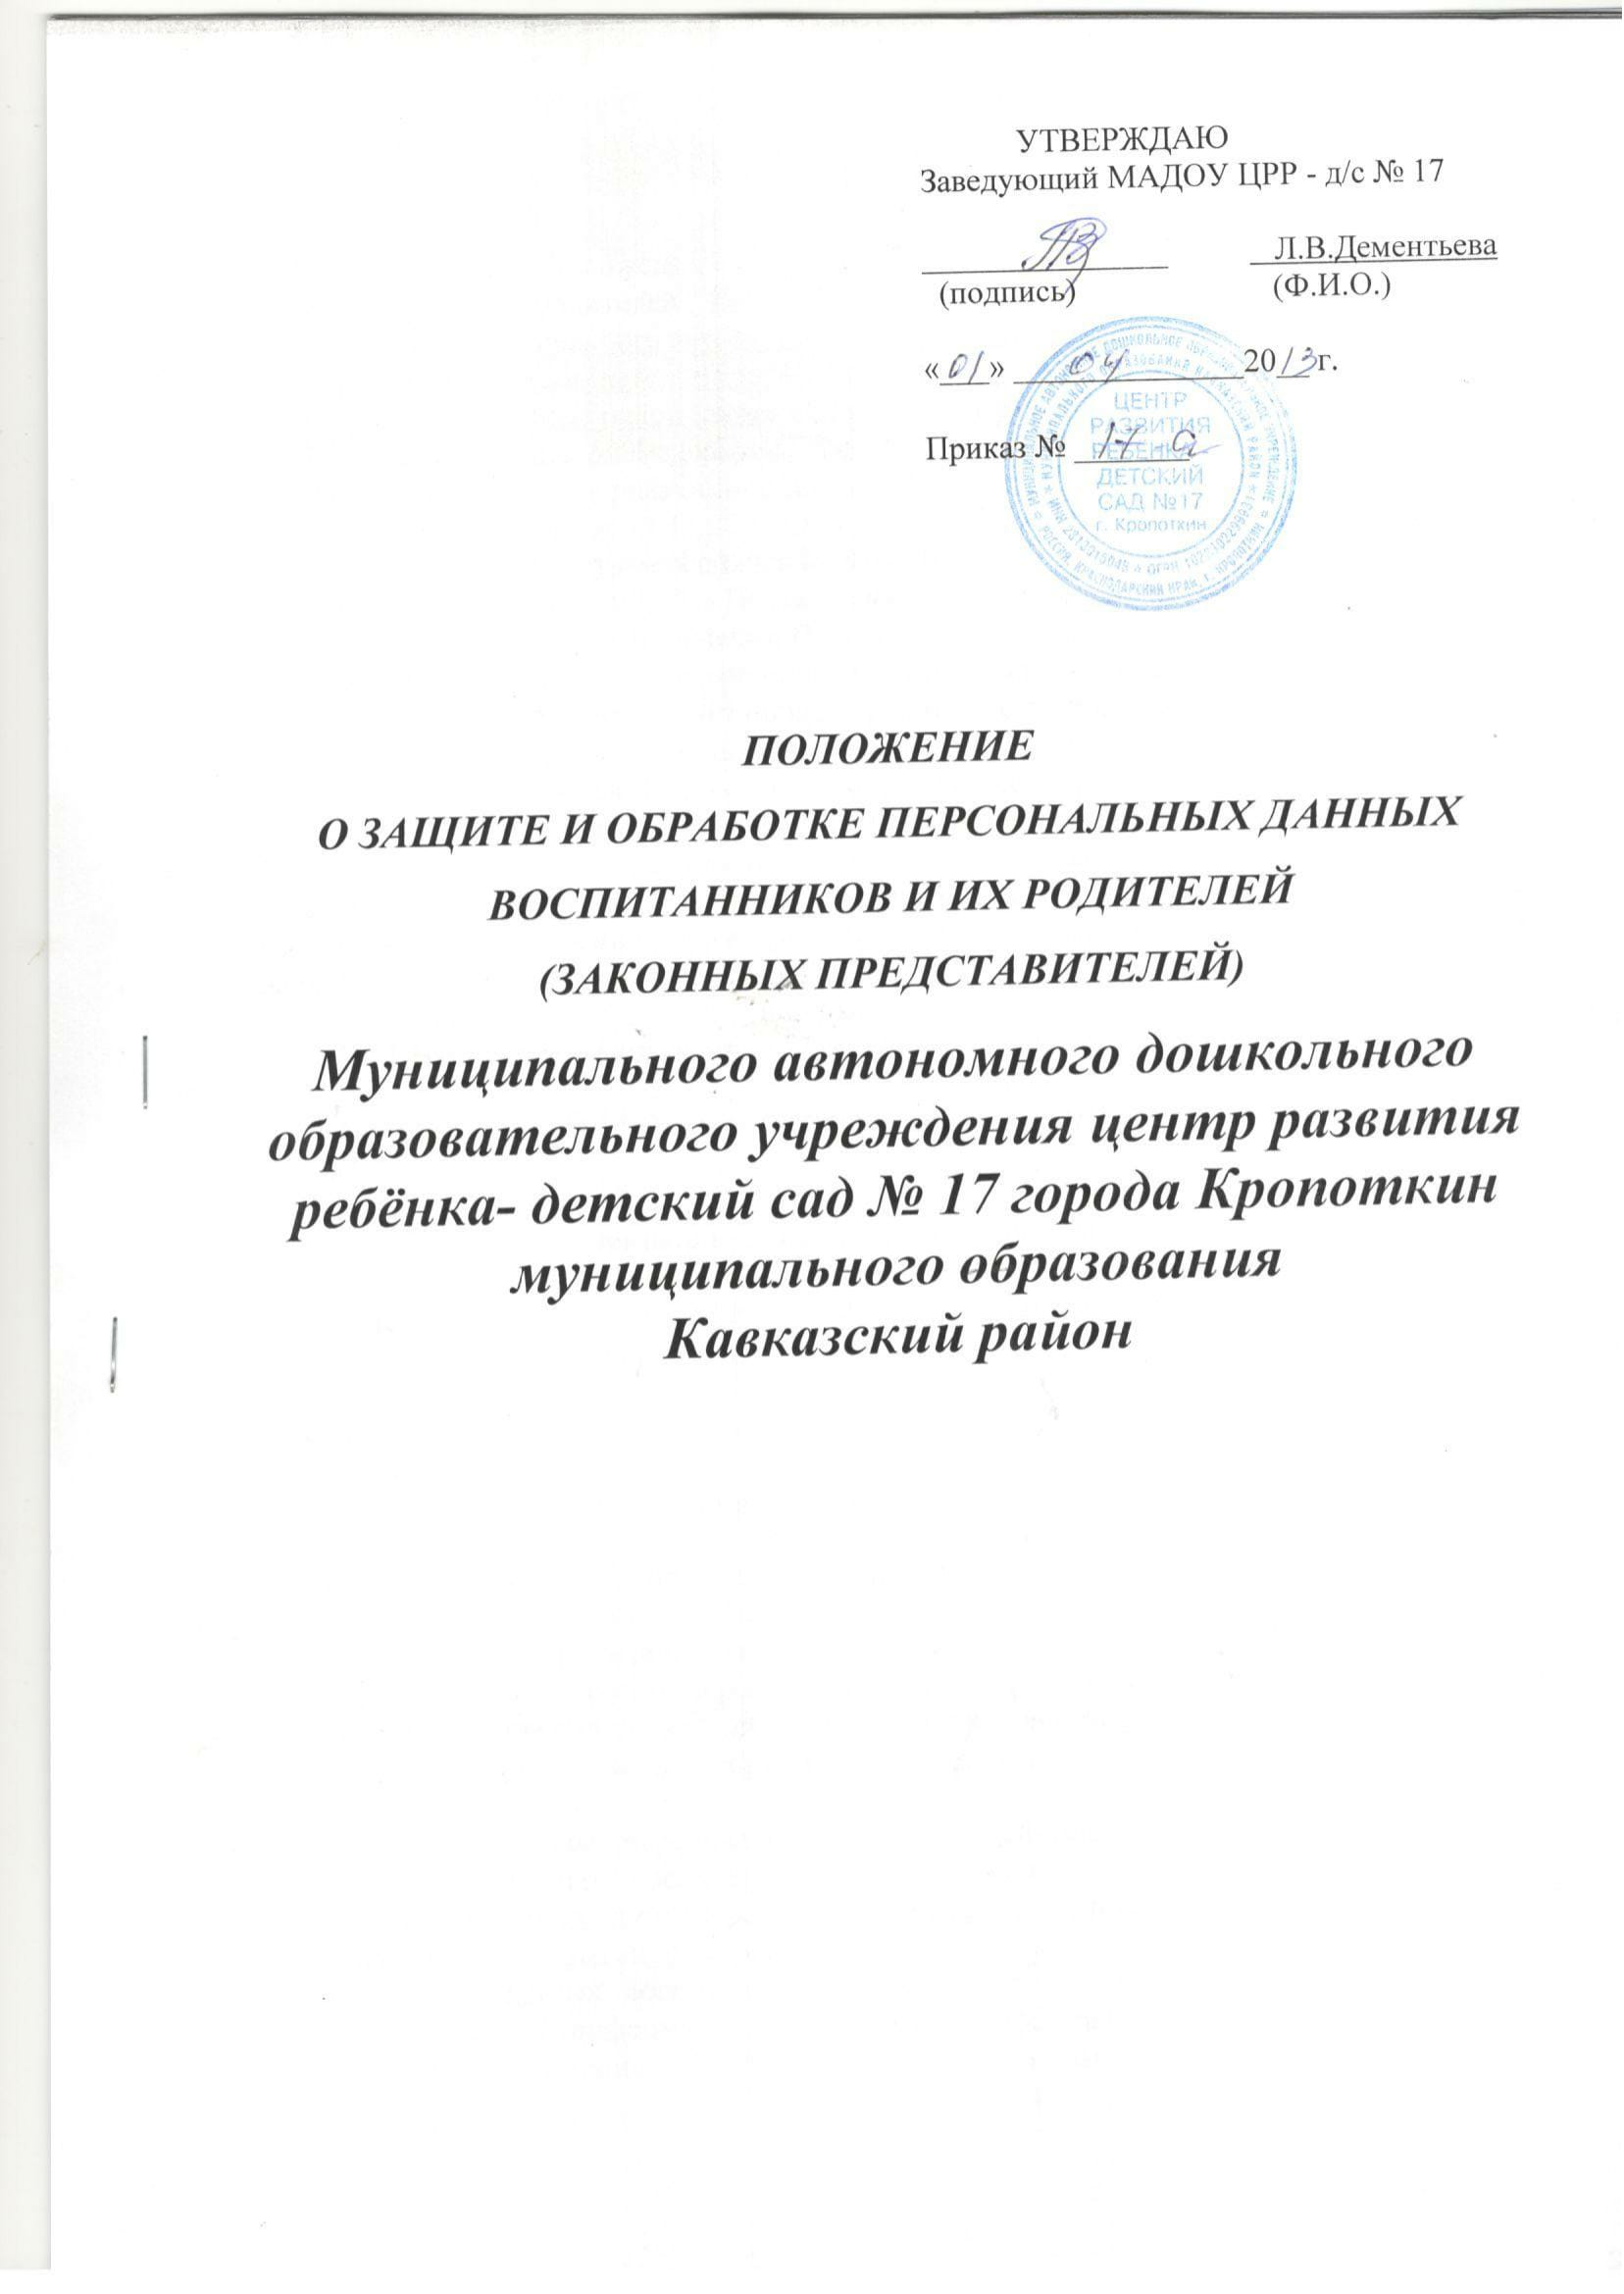 УТВЕРЖДАЮ
Заведующий МАДОУ ЦРР - д/с № 17
Л.В.Дементьева
(подпись) (Ф.И.О.)
«01» 04 2013г.
Приказ № 17 а
ЦЕНТР
РАЗВИТИЯ
РЕБЕНКА-
ДЕТСКИЙ
САД №17
г. Кропоткин
ПОЛОЖЕНИЕ
О ЗАЩИТЕ И ОБРАБОТКЕ ПЕРСОНАЛЬНЫХ ДАННЫХ
ВОСПИТАННИКОВ И ИХ РОДИТЕЛЕЙ
(ЗАКОННЫХ ПРЕДСТАВИТЕЛЕЙ)
Муниципального автономного дошкольного
образовательного учреждения центр развития
ребёнка- детский сад № 17 города Кропоткин
муниципального образования
Кавказский район